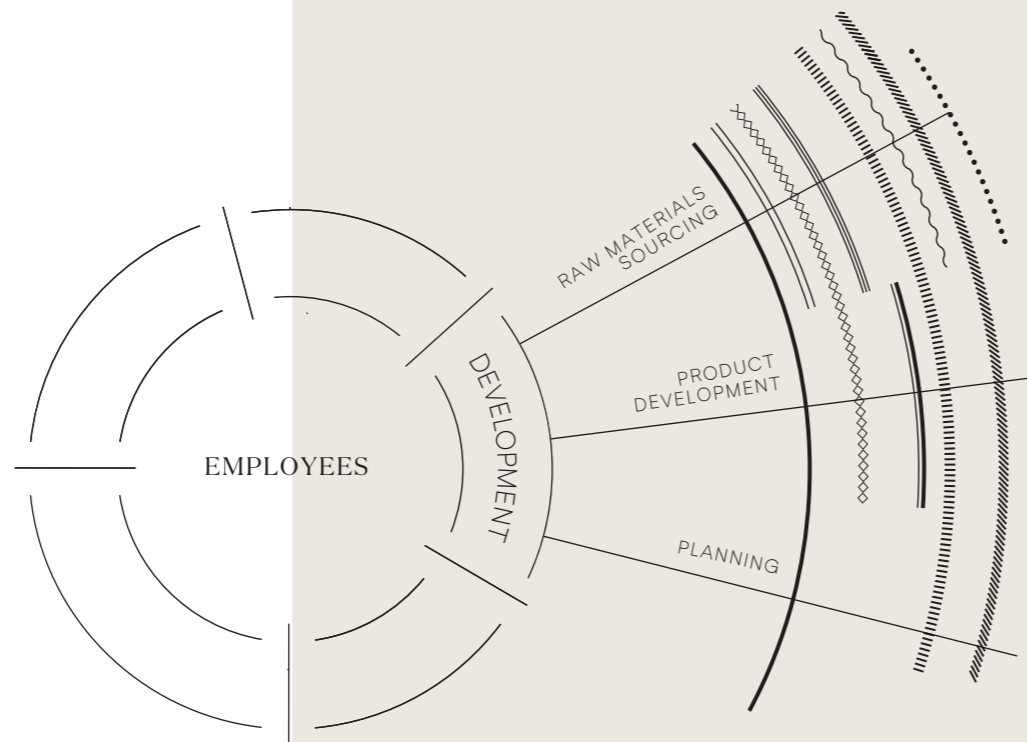 RAW MATERIALS
SOURCING
PRODUCT
DEVELOPMENT
DEVELOPMENT
EMPLOYEES
PLANNING